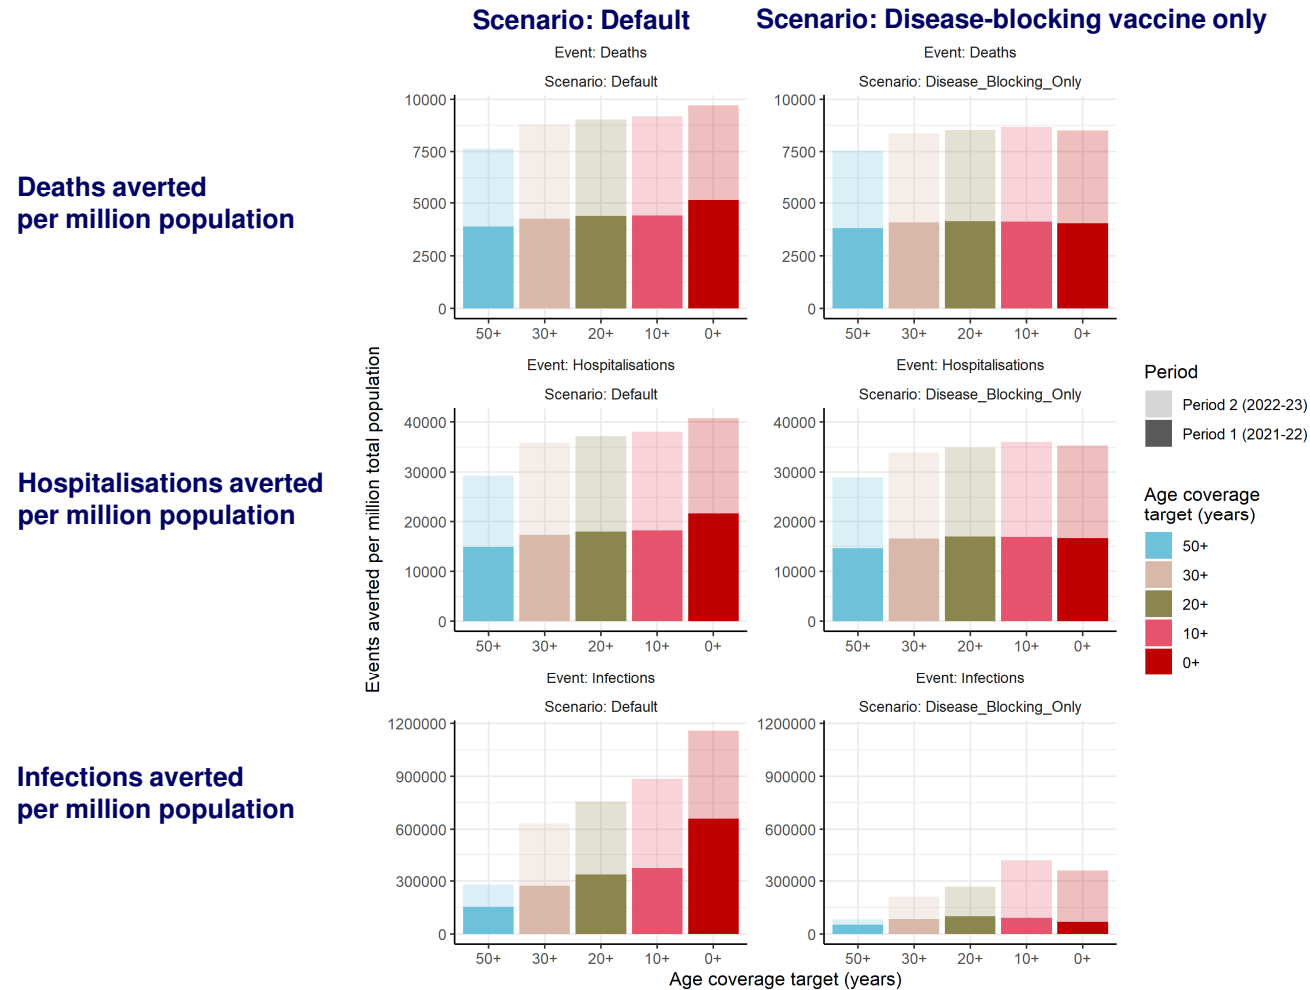 Scenario: Default
Scenario: Disease-blocking vaccine only
Event: Deaths
Event: Deaths
Scenario: Default
Scenario: Disease_Blocking_Only
Deaths averted
per million population
10000
7500
5000
2500
0
50+ 30+ 20+ 10+ 0+
10000
7500
5000
2500
0
50+ 30+ 20+ 10+ 0+
Events averted per million total population
Event: Hospitalisations
Event: Hospitalisations
Scenario: Default
Scenario: Disease_Blocking_Only
Hospitalisations averted
per million population
40000
30000
20000
10000
0
50+ 30+ 20+ 10+ 0+
40000
30000
20000
10000
0
50+ 30+ 20+ 10+ 0+
Period
Period 2 (2022-23)
Period 1 (2021-22)
Age coverage
target (years)
50+
30+
20+
10+
0+
Event: Infections
Event: Infections
Scenario: Default
Scenario: Disease_Blocking_Only
Infections averted
per million population
1200000
900000
600000
300000
0
50+ 30+ 20+ 10+ 0+
1200000
900000
600000
300000
0
50+ 30+ 20+ 10+ 0+
Age coverage target (years)